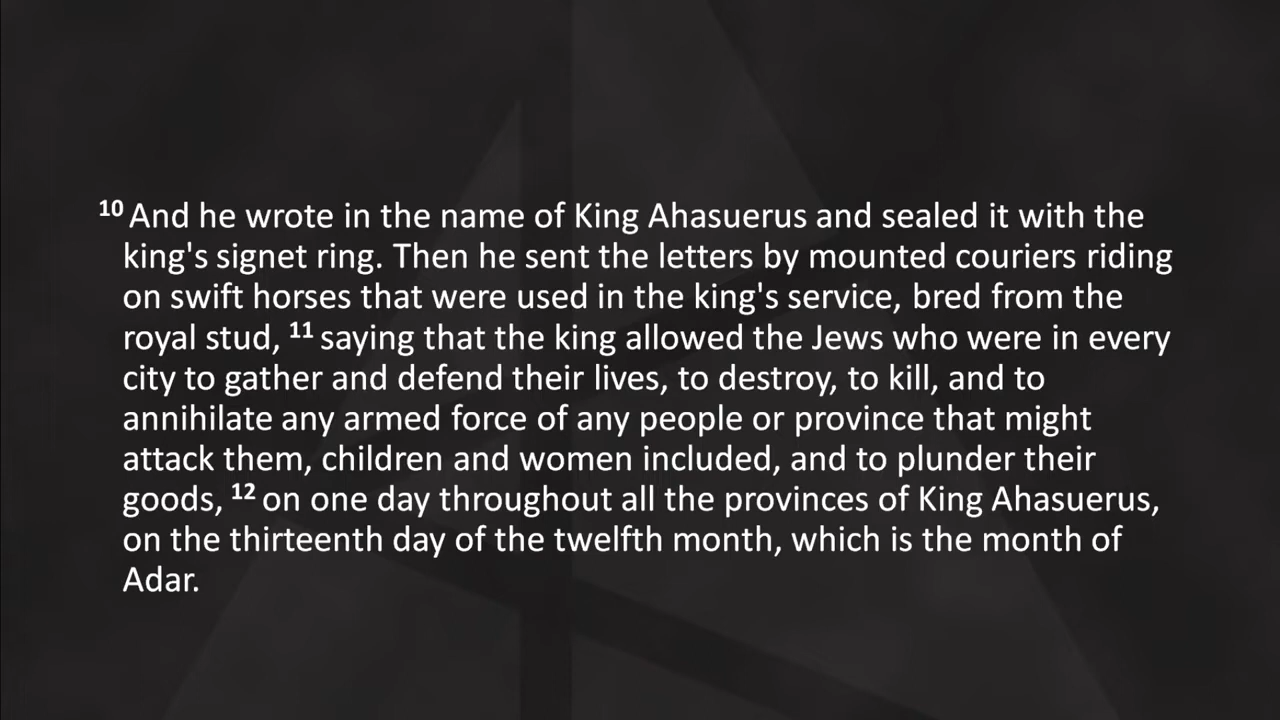 10 And he wrote in the name of King Ahasuerus and sealed it with the
king's signet ring. Then he sent the letters by mounted couriers riding
on swift horses that were used in the king's service, bred from the
royal stud, 11 saying that the king allowed the Jews who were in every
city to gather and defend their lives, to destroy, to kill, and to
annihilate any armed force of any people or province that might
attack them, children and women included, and to plunder their
goods, 12 on one day throughout all the provinces of King Ahasuerus,
on the thirteenth day of the twelfth month, which is the month of
Adar.